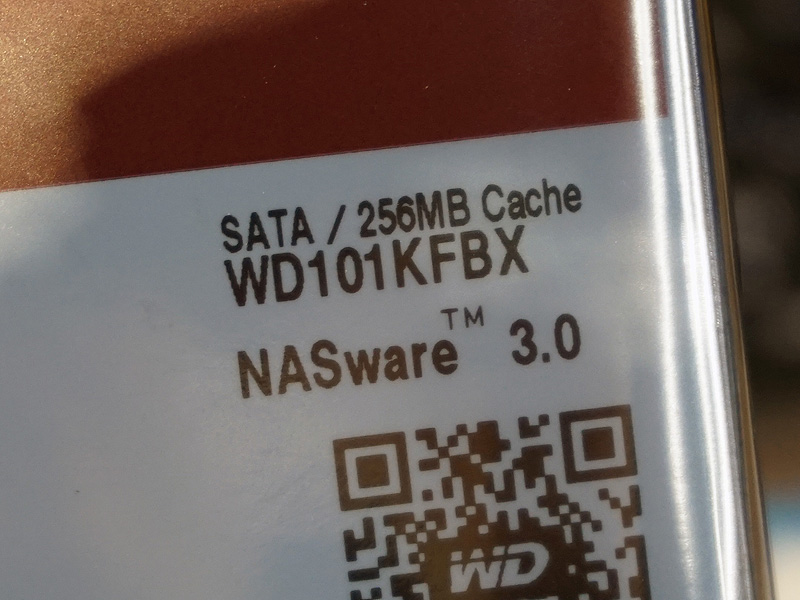 SATA / 256MB Cache
WD101KFBX
NASware™ 3.0
WD